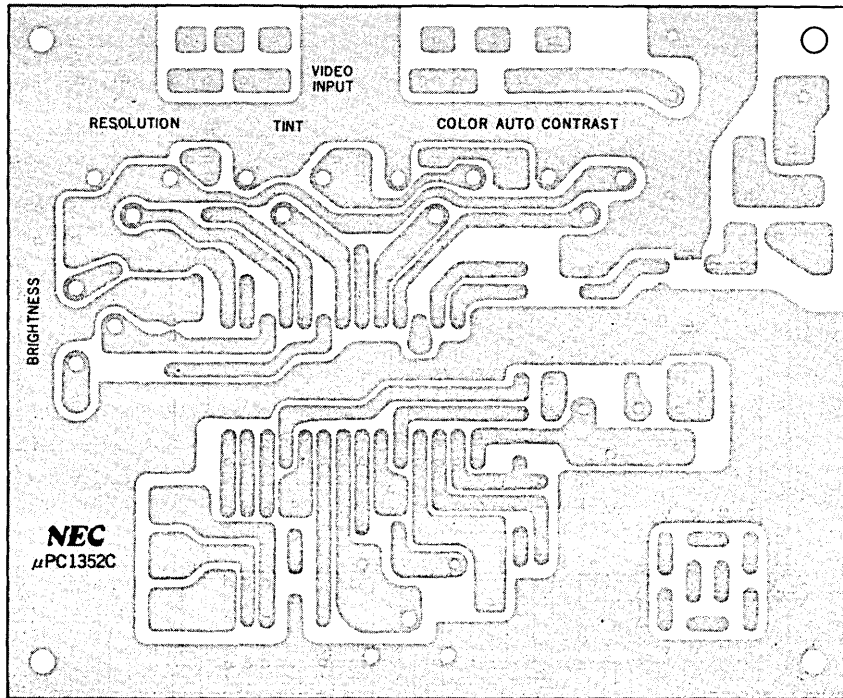 VIDEO
INPUT
RESOLUTION
TINT
COLOR AUTO CONTRAST
BRIGHTNESS
NEC
μPC1352C